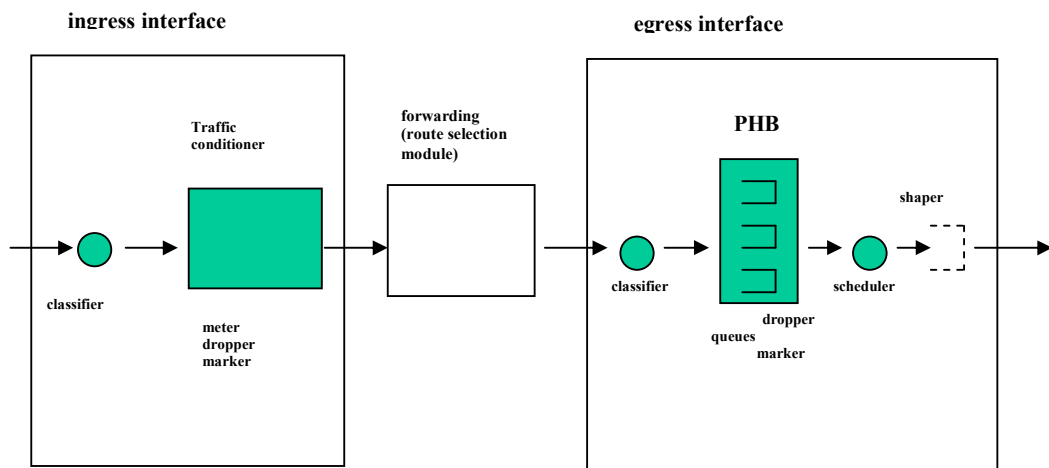 ingress interface
egress interface
Traffic
conditioner
forwarding
(route selection
module)
PHB
shaper
classifier
meter
dropper
marker
classifier
queues
dropper
marker
scheduler